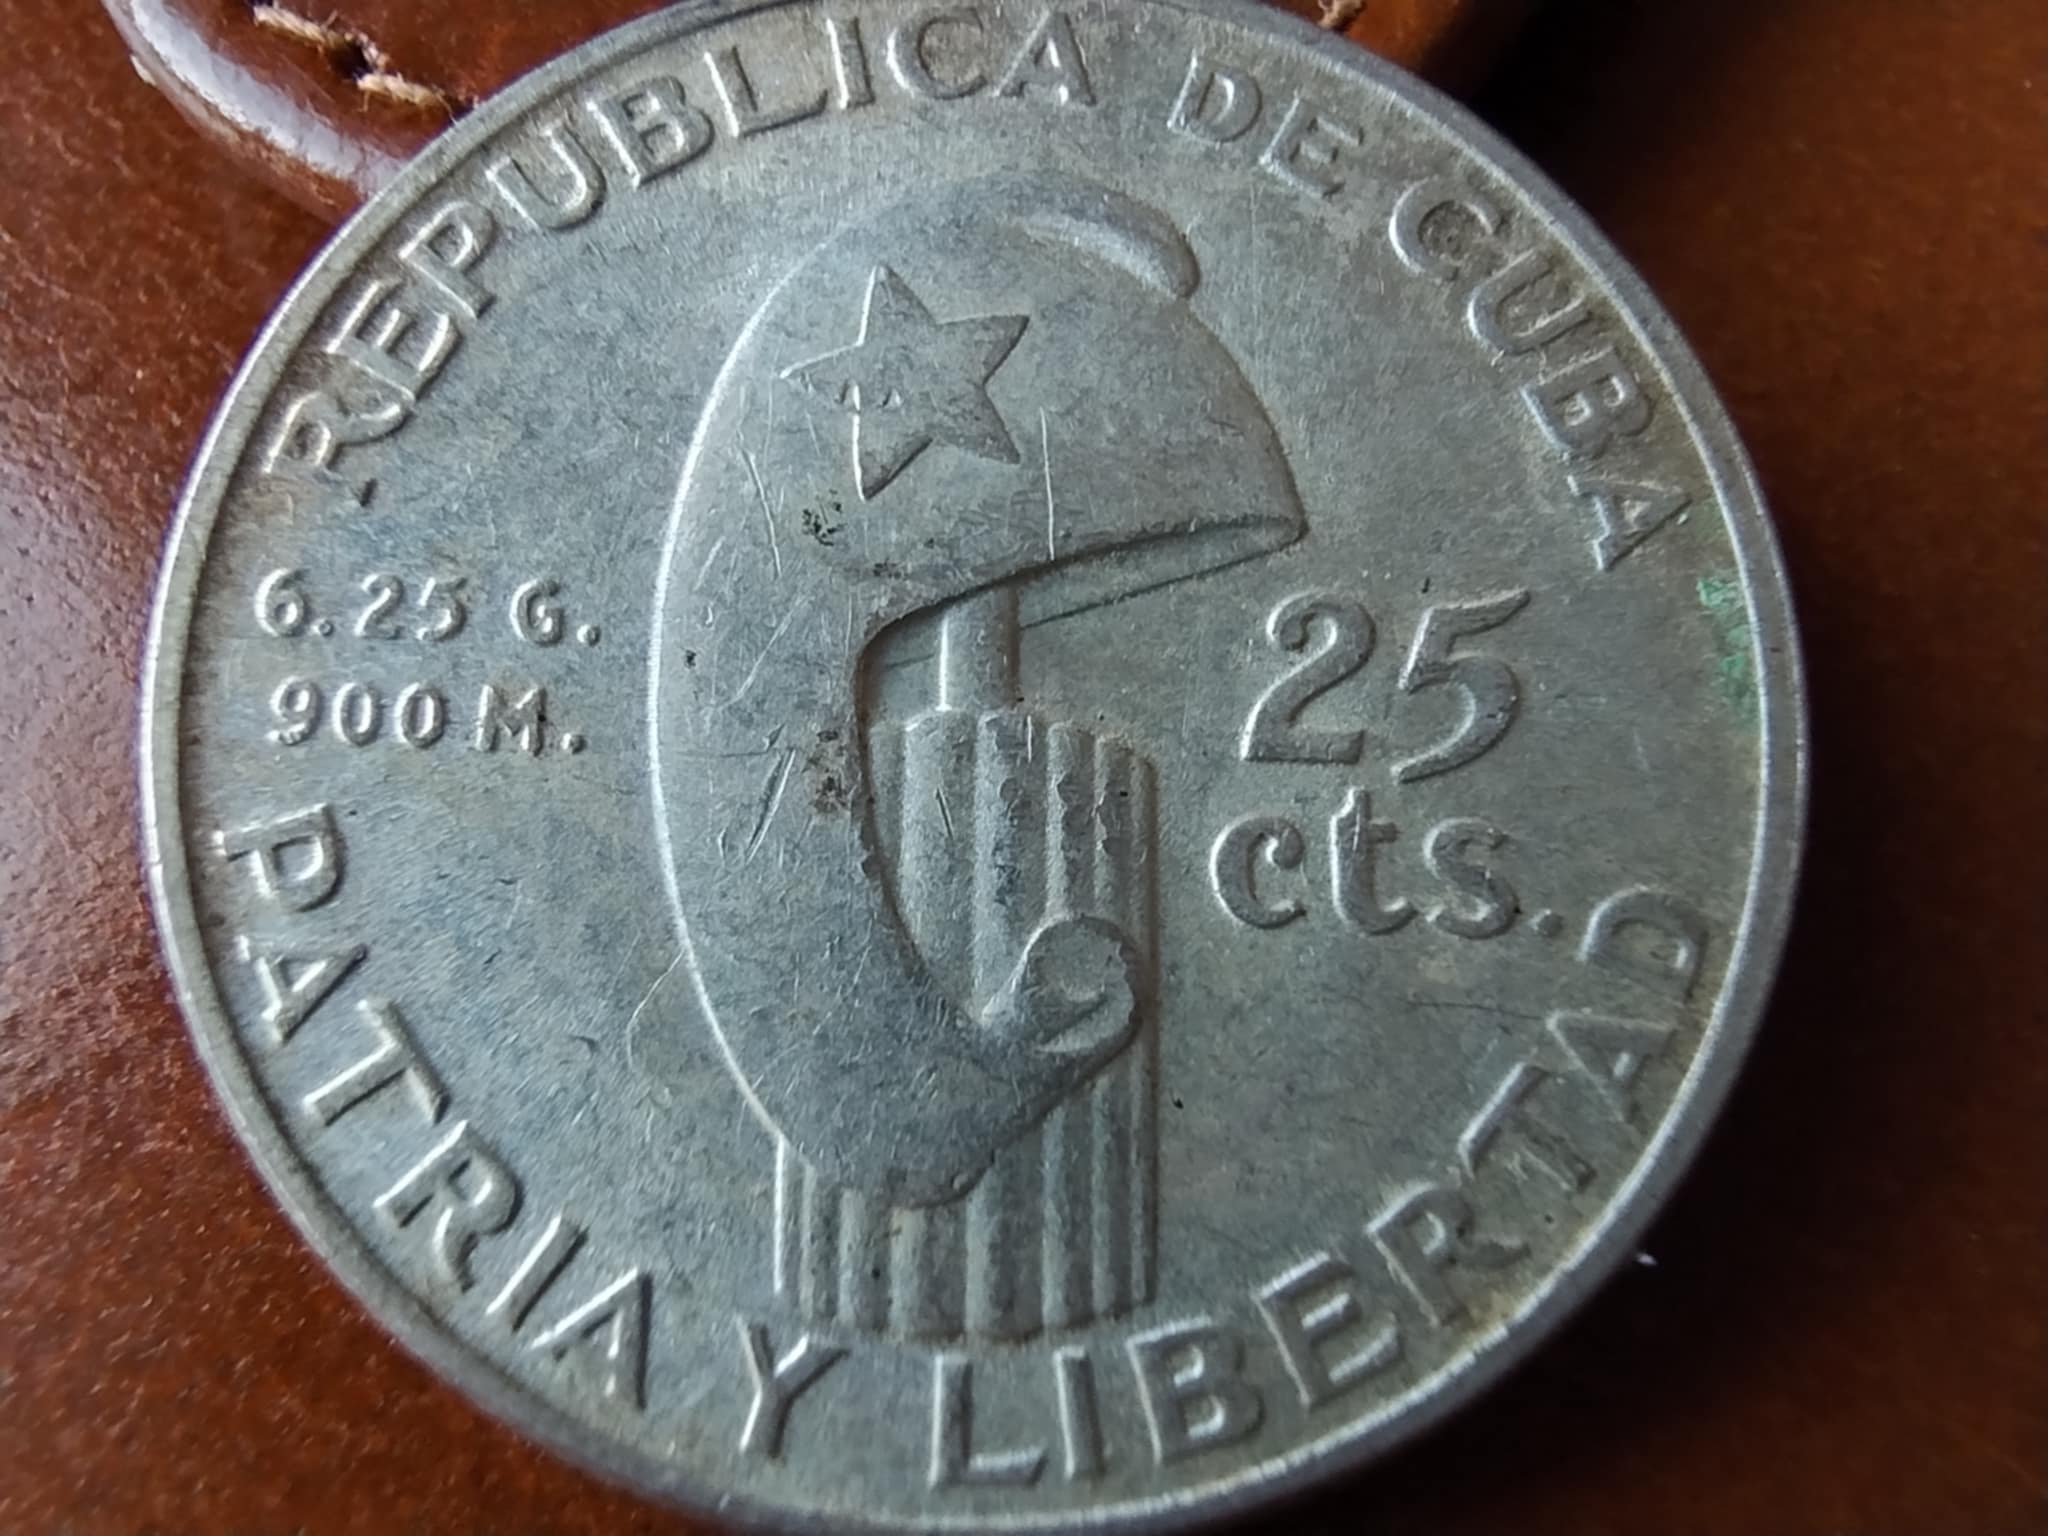 REPUBLICA DE CUBA
6.25 G.
900 M.
25
cts.
PATRIA Y LIBERTAD